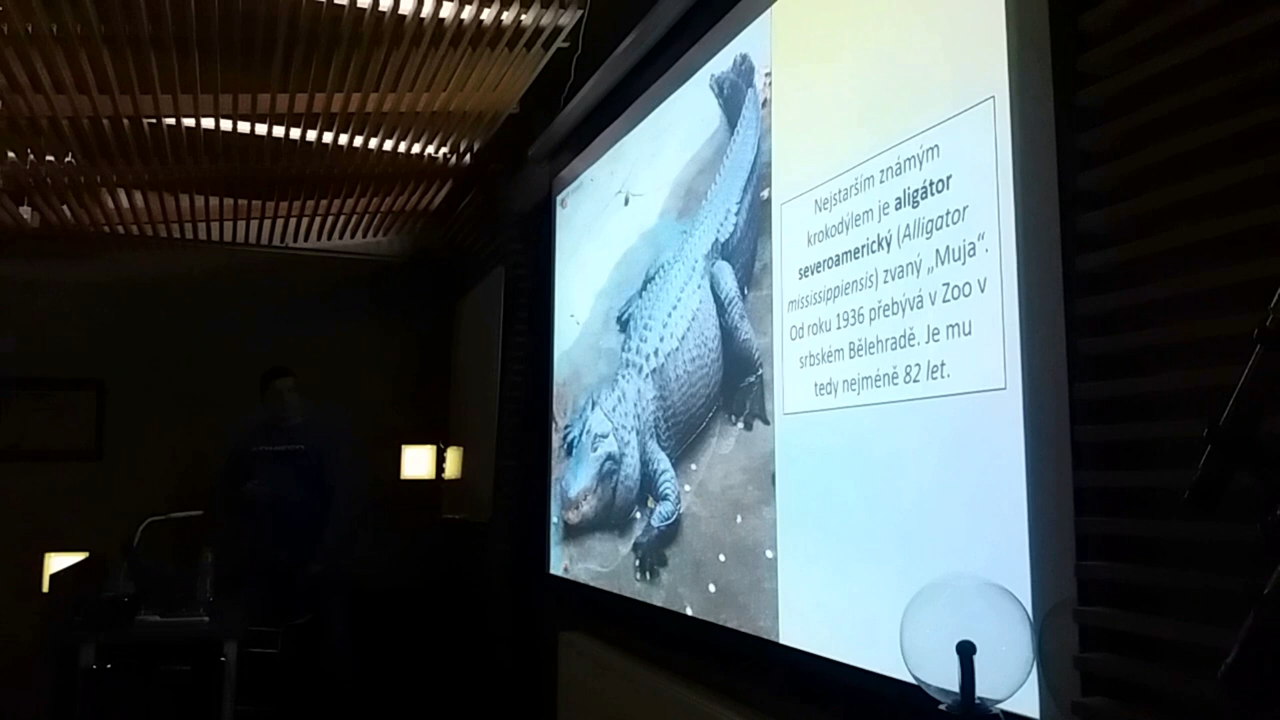 Nejstarším známým
krokodýlem je aligátor
severoamerický (Alligator
mississippiensis) zvaný „Muja“.
Od roku 1936 přebývá v Zoo v
srbském Bělehradě. Je mu
tedy nejméně 82 let.